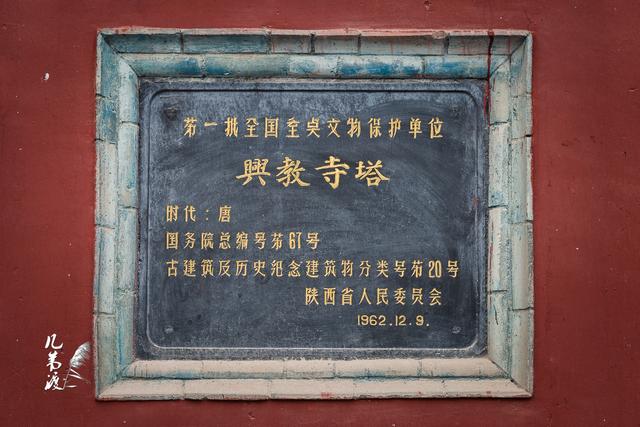 第一批全国重点文物保护单位
興教寺塔
时代：唐
国务院总编号第67号
古建筑及历史纪念建筑物分类号第20号
陕西省人民委员会
1962.12.9.